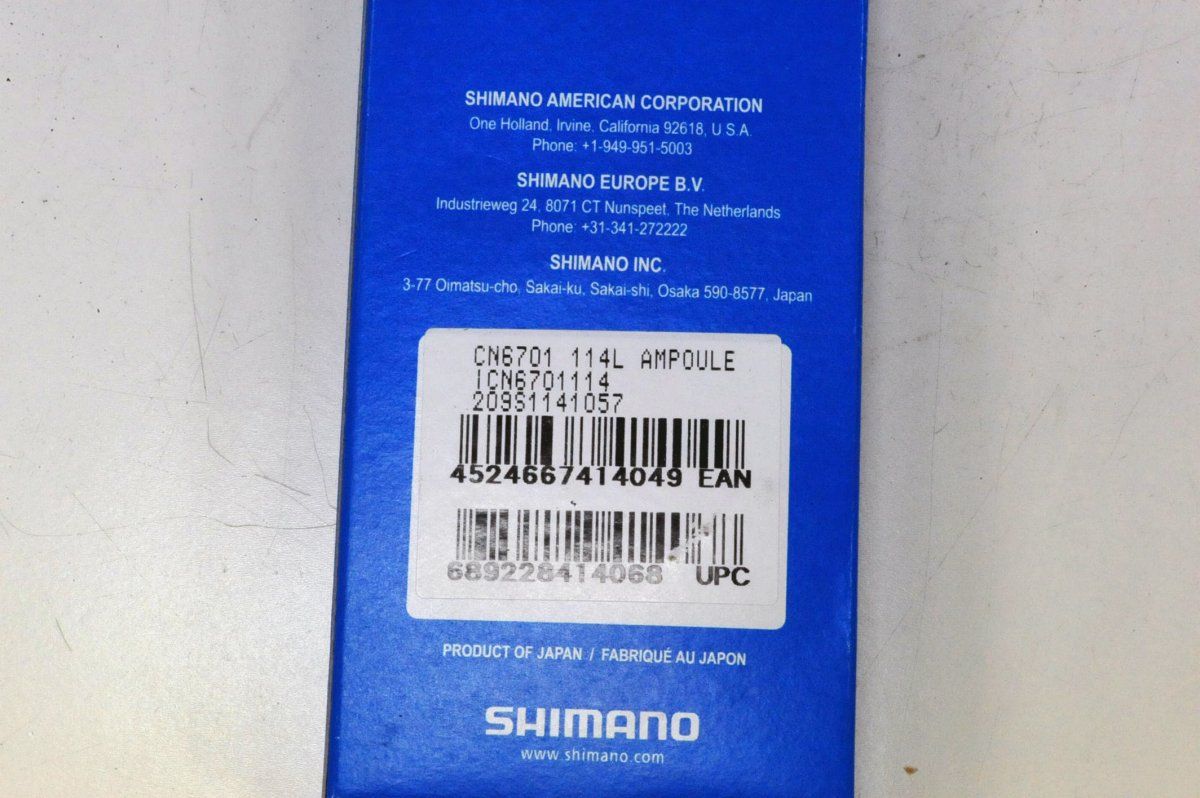 SHIMANO AMERICAN CORPORATION
One Holland, Irvine, California 92618, U.S.A.
Phone: +1-949-951-5003
SHIMANO EUROPE B.V.
Industrieweg 24, 8071 CT Nunspeet, The Netherlands
Phone: +31-341-272222
SHIMANO INC.
3-77 Oimatsu-cho, Sakai-ku, Sakai-shi, Osaka 590-8577, Japan
CN6701 114L AMPOULE
ICN6701114
209S1141057
4524667414049 EAN
689228414068 UPC
PRODUCT OF JAPAN / FABRIQUÉ AU JAPON
SHIMANO
www.shimano.com